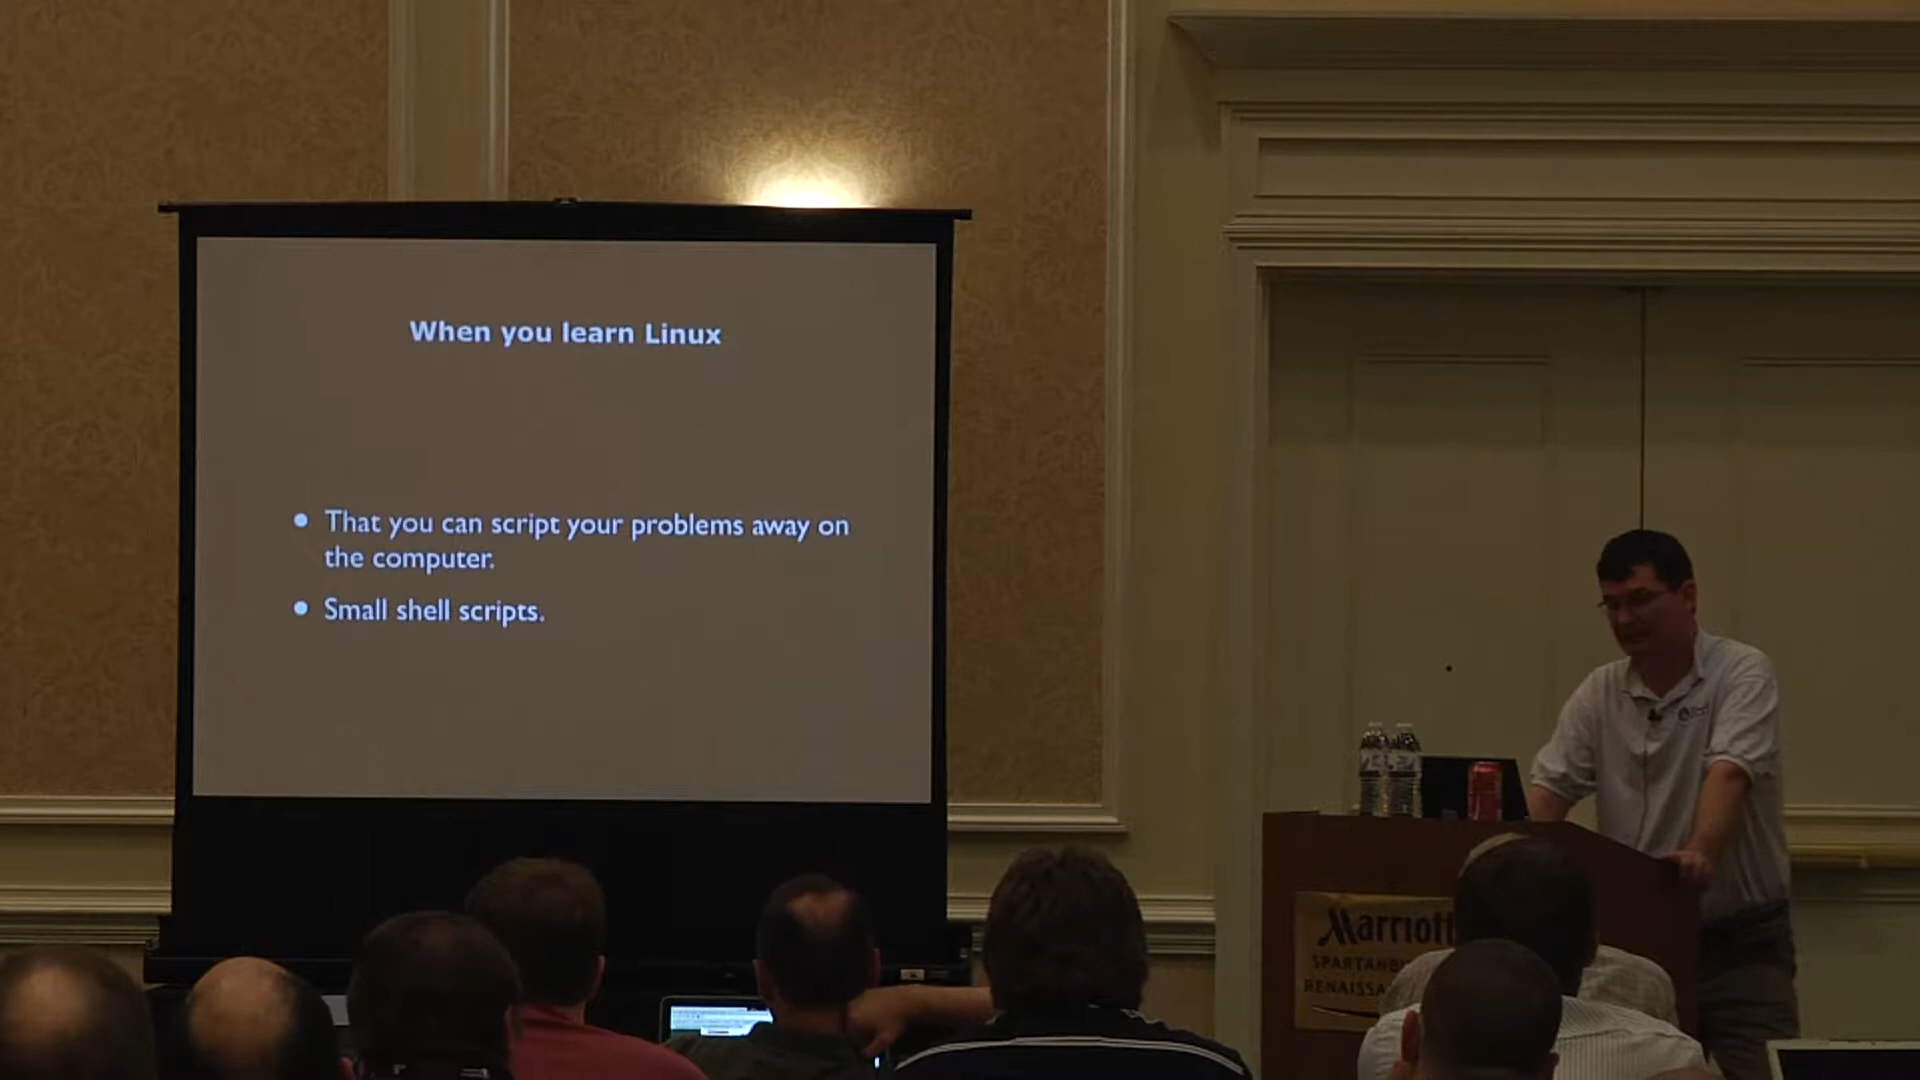 When you learn Linux
• That you can script your problems away on
the computer.
• Small shell scripts.
Marriott
SPARTANB
RENAISSA